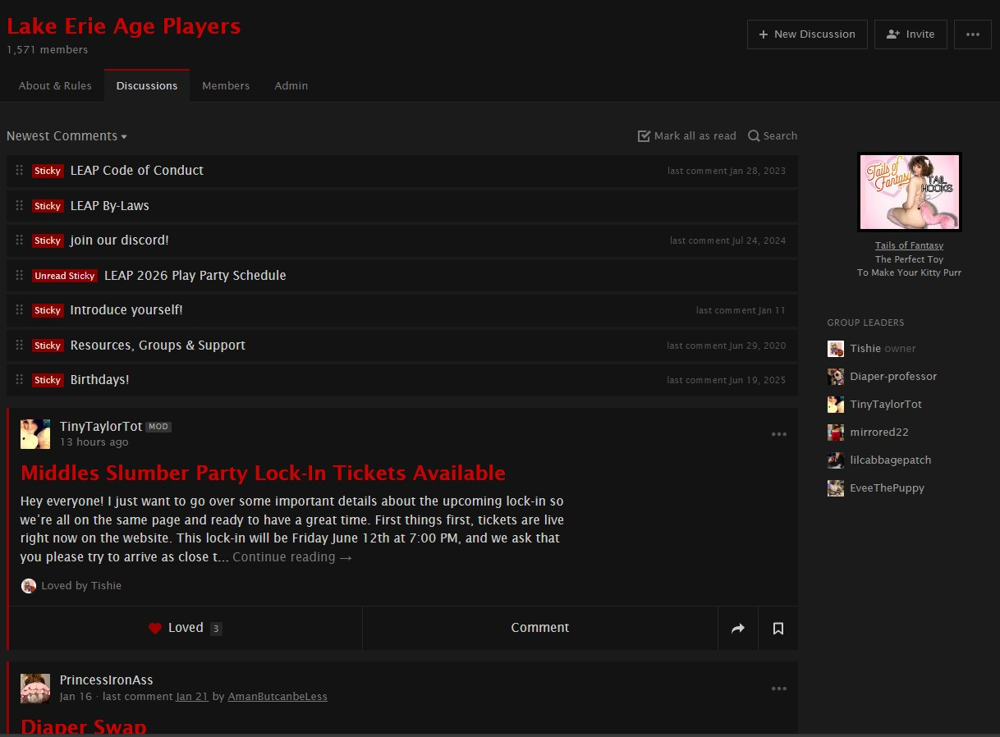 Lake Erie Age Players
1,571 members
New Discussion
Invite
About & Rules
Discussions
Members
Admin
Newest Comments
Mark all as read
Search
Sticky LEAP Code of Conduct last comment Jan 28, 2023
Sticky LEAP By-Laws
Sticky join our discord! last comment Jul 24, 2024
Unread Sticky LEAP 2026 Play Party Schedule
Sticky Introduce yourself! last comment Jan 11
Sticky Resources, Groups & Support last comment Jun 29, 2020
Sticky Birthdays! last comment Jun 19, 2025
TinyTaylorTot MOD
13 hours ago
Middles Slumber Party Lock-In Tickets Available
Hey everyone! I just want to go over some important details about the upcoming lock-in so
we’re all on the same page and ready to have a great time. First things first, tickets are live
right now on the website. This lock-in will be Friday June 12th at 7:00 PM, and we ask that
you please try to arrive as close t... Continue reading →
Loved by Tishie
Loved 3
Comment
PrincessIronAss
Jan 16 · last comment Jan 21 by AmanButcanbeLess
Diaper Swap
Tails of
Fantasy
TAIL
HOOKS
Tails of Fantasy
The Perfect Toy
To Make Your Kitty Purr
GROUP LEADERS
Tishie owner
Diaper-professor
TinyTaylorTot
mirrored22
lilcabbagepatch
EveeThePuppy